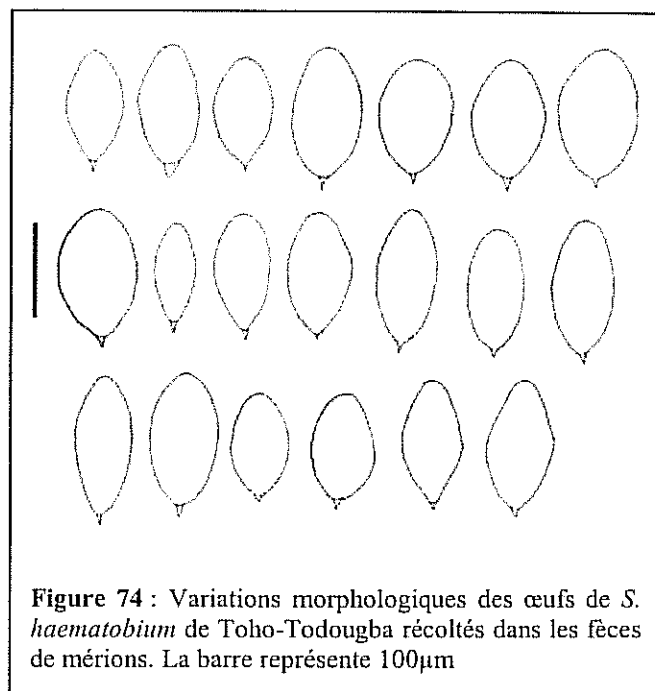 Figure 74 : Variations morphologiques des œufs de S.
haematobium de Toho-Todougba récoltés dans les fèces
de mérions. La barre représente 100µm